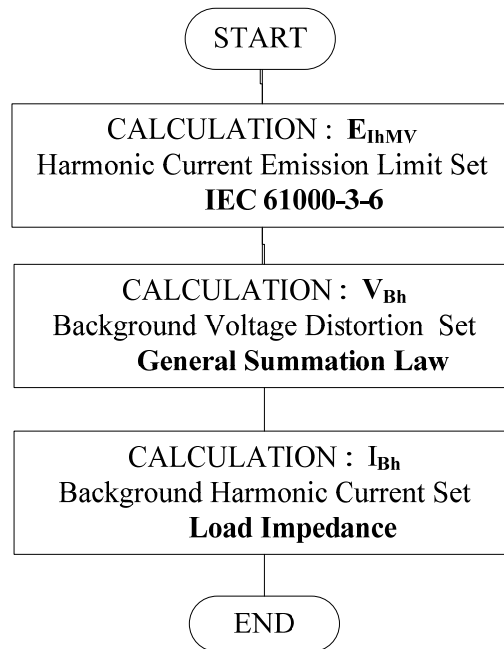 START
CALCULATION : E_IhMV
Harmonic Current Emission Limit Set
IEC 61000-3-6
CALCULATION : V_Bh
Background Voltage Distortion Set
General Summation Law
CALCULATION : I_Bh
Background Harmonic Current Set
Load Impedance
END